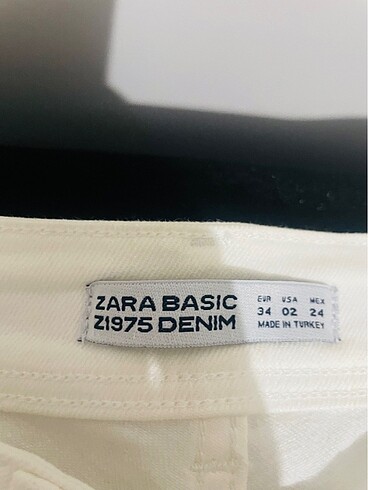 ZARA BASIC
Z1975 DENIM
EUR USA MEX
34 02 24
MADE IN TURKEY